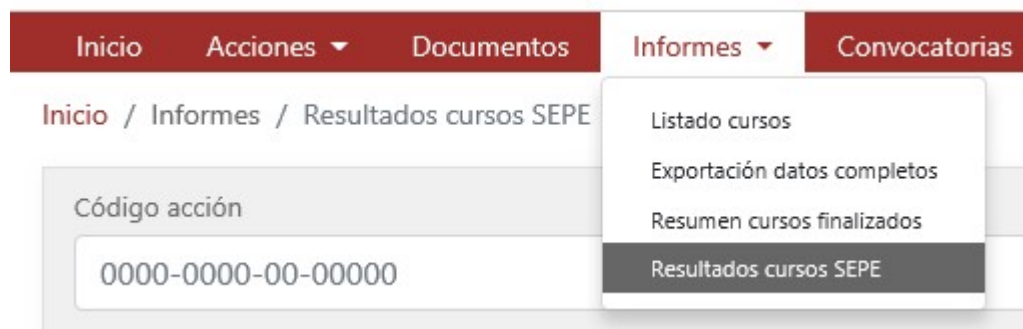 Inicio Acciones Documentos Informes Convocatorias
Inicio / Informes / Resultados cursos SEPE
Listado cursos
Exportación datos completos
Resumen cursos finalizados
Resultados cursos SEPE
Código acción
0000-0000-00-00000